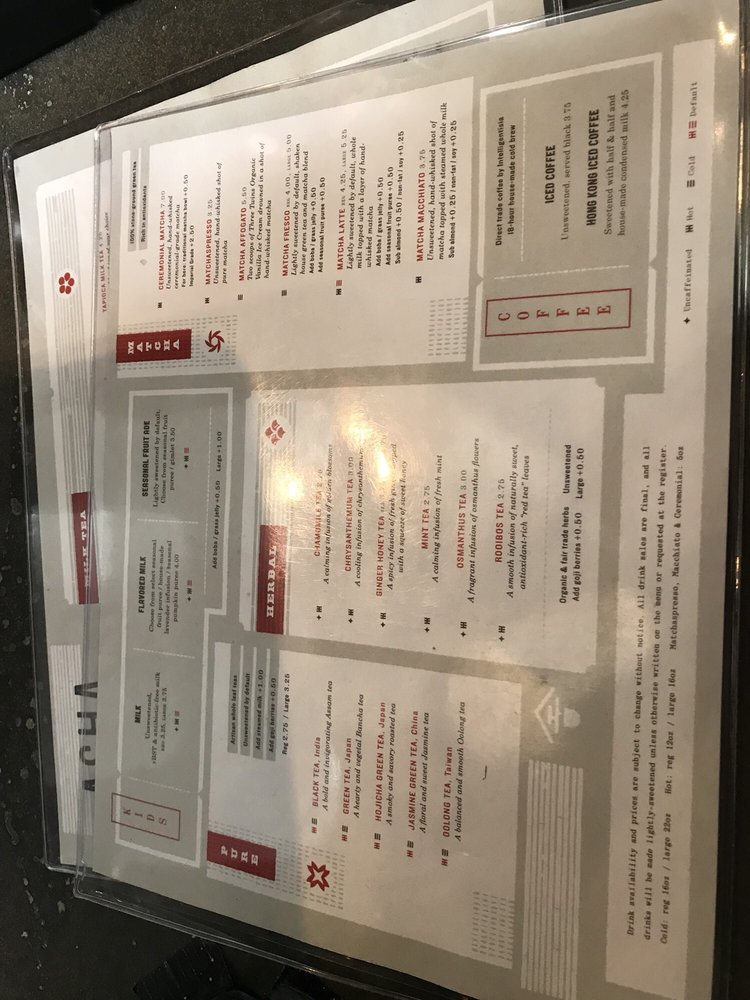 MILK TEA
TAPIOCA MILK TEA
KIDS
MILK
Unsweetened,
rBST & antibiotic-free milk
REG 3.25, LARGE 3.75
FLAVORED MILK
Choose from select seasonal
fruit puree / house-made
lavender infusion / seasonal
pumpkin puree 4.00
SEASONAL FRUIT ADE
Lightly sweetened by default.
Choose from seasonal fruit
puree / gimlet 3.50
Add boba / grass jelly +0.50 Large +1.00
MATCHA
100% stone-ground green tea
Rich in antioxidants
CEREMONIAL MATCHA 7.00
Unsweetened, hand-whisked
ceremonial-grade matcha
For bare traditional matcha bowl +0.50
Imperial Grade +2.50
MATCHASPRESSO 3.25
Unsweetened, hand-whisked shot of
pure matcha
MATCHA AFFOGATO 5.50
Two scoops of Three Twins Organic
Vanilla Ice Cream drowned in a shot of
hand-whisked matcha
MATCHA FRESCO REG 4.00, LARGE 5.00
Lightly sweetened by default, shaken
house green tea and matcha blend
Add boba / grass jelly +0.50
Add seasonal fruit puree +0.50
MATCHA LATTE REG 4.25, LARGE 5.25
Lightly sweetened by default, whole
milk topped with a layer of hand-
whisked matcha
Add boba / grass jelly +0.50
Add seasonal fruit puree +0.50
Sub almond +0.50 / non-fat / soy +0.25
MATCHA MACCHIATO 3.75
Unsweetened, hand-whisked shot of
matcha topped with steamed whole milk
Sub almond +0.25 / non-fat / soy +0.25
PURE
Artisan whole leaf teas
Unsweetened by default
Add steamed milk +1.00
Add goji berries +0.50
Reg 2.75 / Large 3.25
BLACK TEA, India
A bold and invigorating Assam tea
GREEN TEA, Japan
A hearty and vegetal Bancha tea
HOJICHA GREEN TEA, Japan
A smoky and savory roasted tea
JASMINE GREEN TEA, China
A floral and sweet Jasmine tea
OOLONG TEA, Taiwan
A balanced and smooth Oolong tea
HERBAL
CHAMOMILE TEA
A calming infusion of golden blossoms
CHRYSANTHEMUM TEA 3.00
A cooling infusion of chrysanthemum
GINGER HONEY TEA
A spicy infusion of fresh
with a squeeze of sweet honey
MINT TEA 2.75
A calming infusion of fresh mint
OSMANTHUS TEA 3.00
A fragrant infusion of osmanthus flowers
ROOIBOS TEA 2.75
A smooth infusion of naturally sweet,
antioxidant-rich "red tea" leaves
Organic & fair trade herbs Unsweetened
Add goji berries +0.50 Large +0.50
COFFEE
Direct trade coffee by Intelligentsia
18-hour house-made cold brew
ICED COFFEE
Unsweetened, served black 3.75
HONG KONG ICED COFFEE
Sweetened with half & half and
house-made condensed milk 4.25
Uncaffeinated Hot Cold Default
Drink availability and prices are subject to change without notice. All drink sales are final, and all
drinks will be made lightly-sweetened unless otherwise written on the menu or requested at the register.
Cold: reg 16oz / large 22oz Hot: reg 12oz / large 16oz Matchaspresso, Macchiato & Ceremonial: 5oz